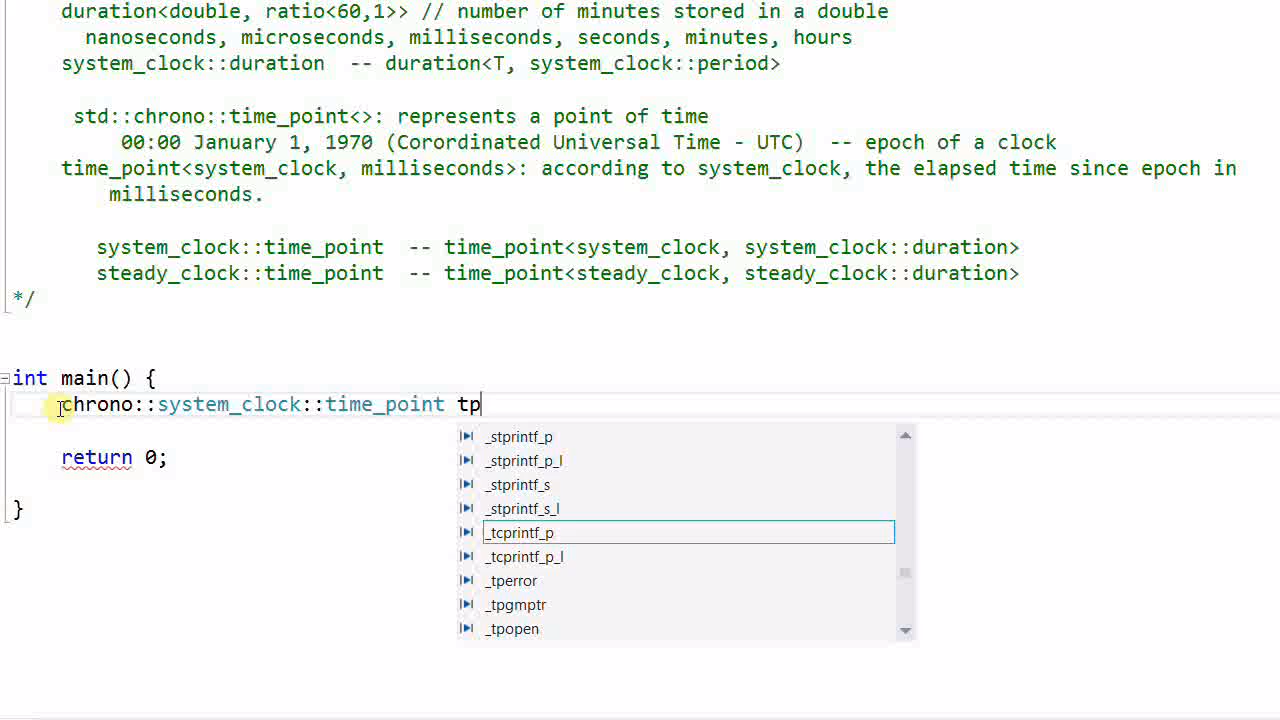 duration<double, ratio<60,1>> // number of minutes stored in a double
nanoseconds, microseconds, milliseconds, seconds, minutes, hours
system_clock::duration  -- duration<T, system_clock::period>
std::chrono::time_point<>: represents a point of time
00:00 January 1, 1970 (Corordinated Universal Time - UTC)  -- epoch of a clock
time_point<system_clock, milliseconds>: according to system_clock, the elapsed time since epoch in
milliseconds.
system_clock::time_point  -- time_point<system_clock, system_clock::duration>
steady_clock::time_point  -- time_point<steady_clock, steady_clock::duration>
*/
int main() {
chrono::system_clock::time_point tp
_stprintf_p
_stprintf_p_l
_stprintf_s
_stprintf_s_l
_tcprintf_p
_tcprintf_p_l
_tperror
_tpgmptr
_tpopen
return 0;
}